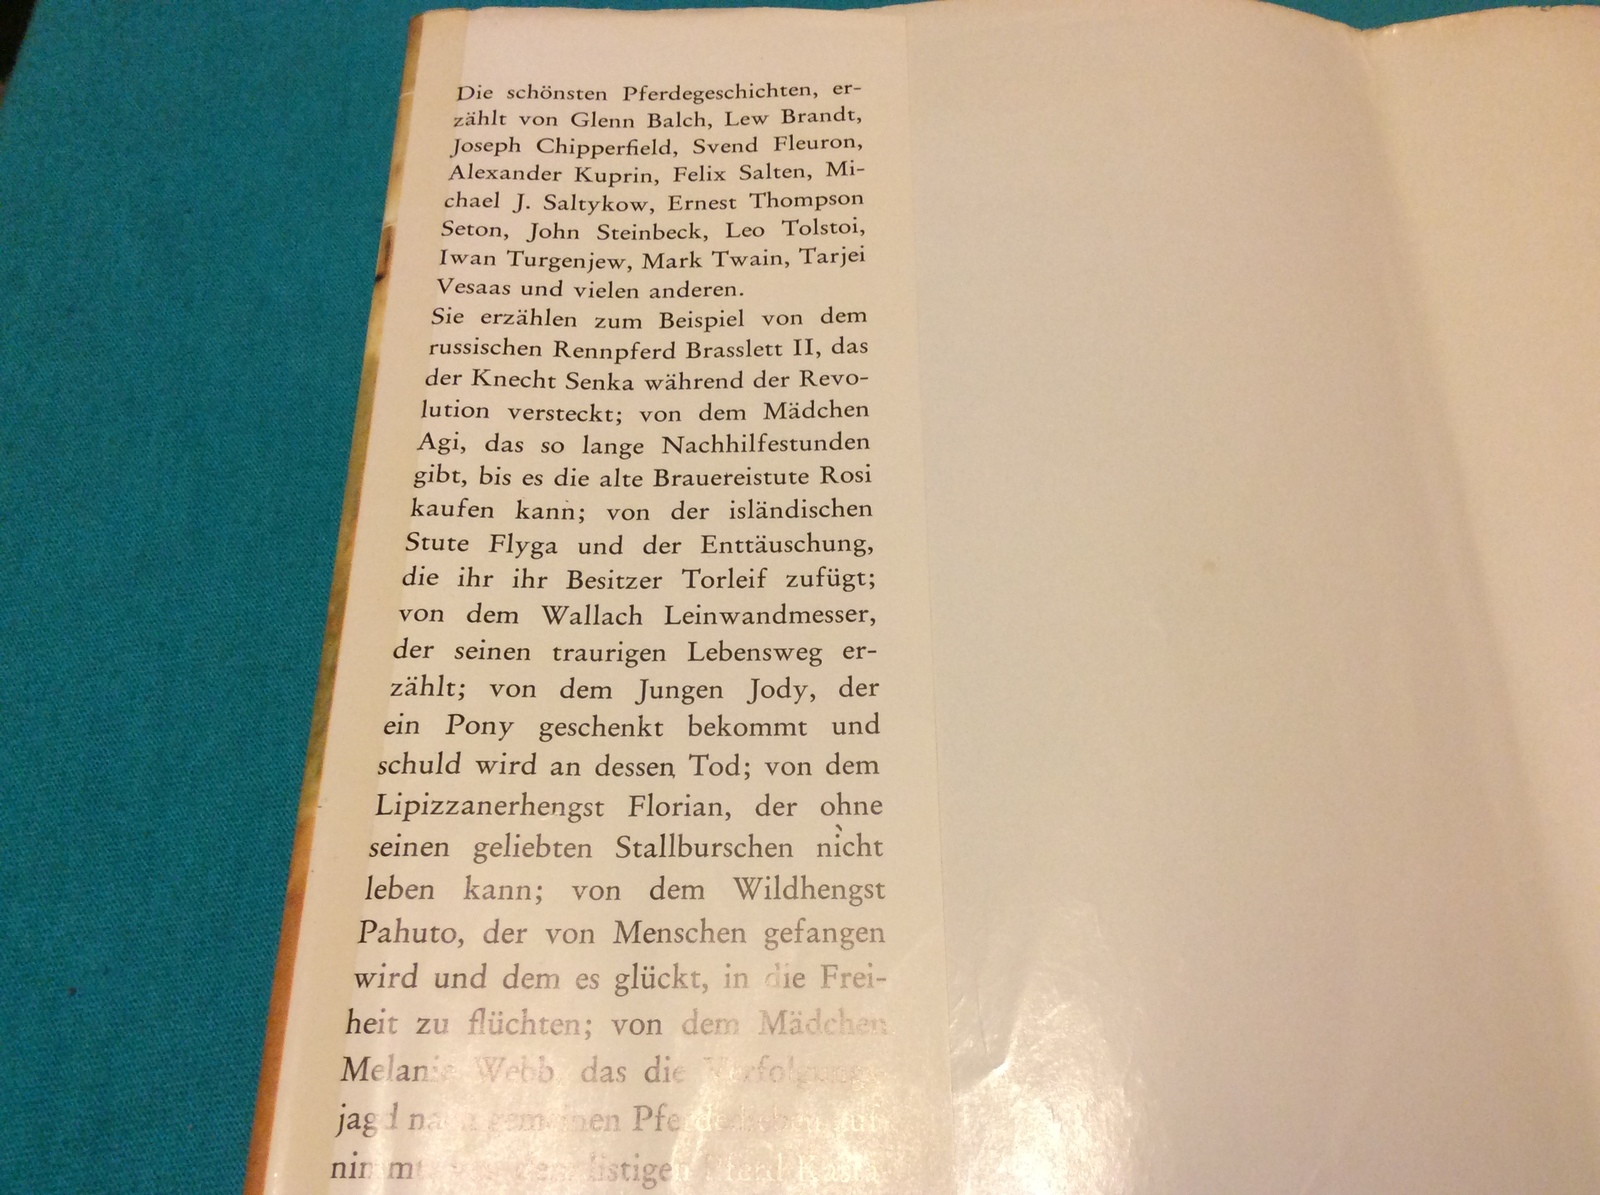 Die schönsten Pferdegeschichten, er-
zählt von Glenn Balch, Lew Brandt,
Joseph Chipperfield, Svend Fleuron,
Alexander Kuprin, Felix Salten, Mi-
chael J. Saltykow, Ernest Thompson
Seton, John Steinbeck, Leo Tolstoi,
Iwan Turgenjew, Mark Twain, Tarjei
Vesaas und vielen anderen.
Sie erzählen zum Beispiel von dem
russischen Rennpferd Brasslett II, das
der Knecht Senka während der Revo-
lution versteckt; von dem Mädchen
Agi, das so lange Nachhilfestunden
gibt, bis es die alte Brauereistute Rosi
kaufen kann; von der isländischen
Stute Flyga und der Enttäuschung,
die ihr ihr Besitzer Torleif zufügt;
von dem Wallach Leinwandmesser,
der seinen traurigen Lebensweg er-
zählt; von dem Jungen Jody, der
ein Pony geschenkt bekommt und
schuld wird an dessen Tod; von dem
Lipizzanerhengst Florian, der ohne
seinen geliebten Stallburschen nicht
leben kann; von dem Wildhengst
Pahuto, der von Menschen gefangen
wird und dem es glückt, in die Frei-
heit zu flüchten; von dem Mädchen
Melanie Webb, das die
jagd nach gemeinen
nimmt; listigen Pferd